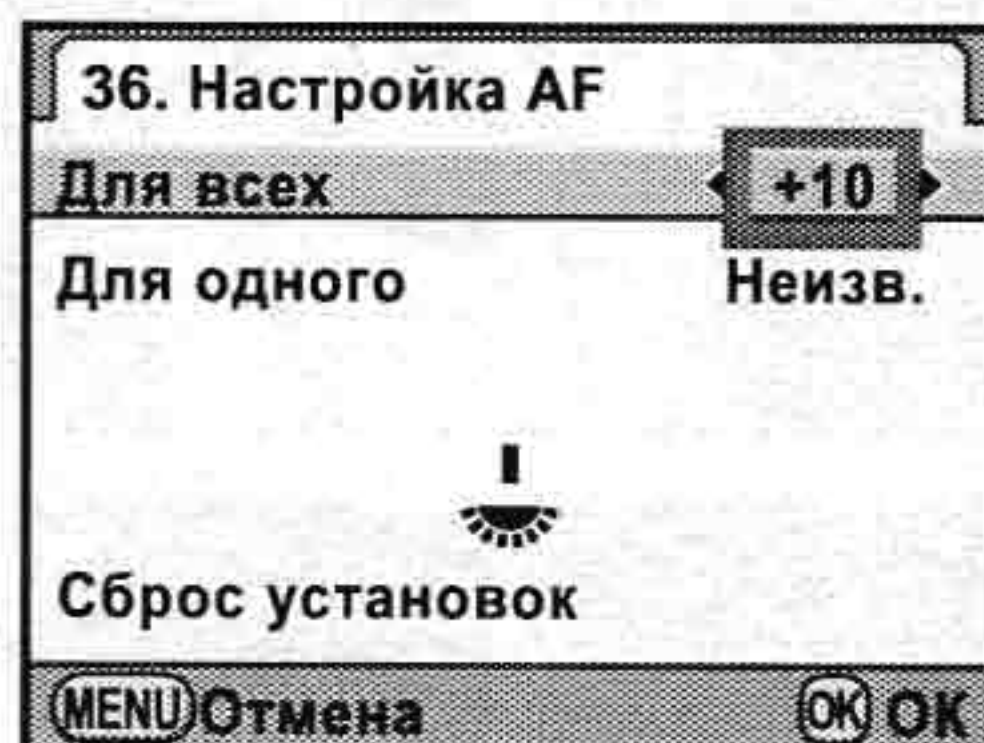 36. Настройка AF
Для всех +10
Для одного Неизв.
Сброс установок
MENU Отмена OK OK